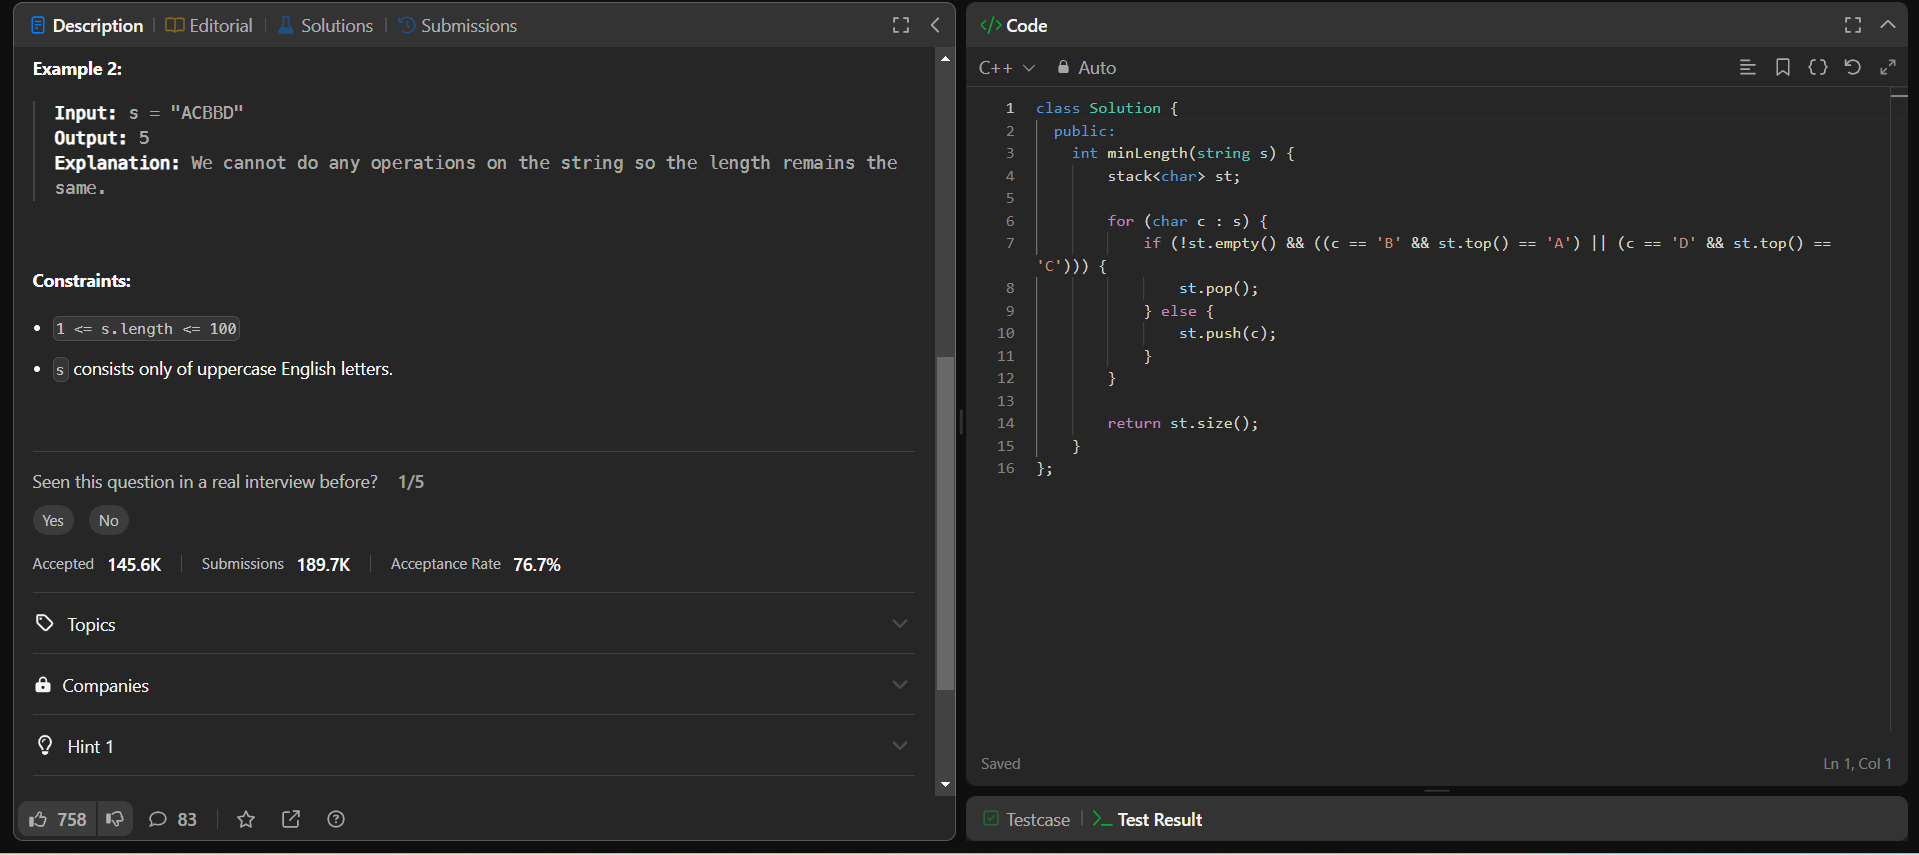 Description
Editorial
Solutions
Submissions
Example 2:
Input: s = "ACBBD"
Output: 5
Explanation: We cannot do any operations on the string so the length remains the
same.
Constraints:
• 1 <= s.length <= 100
• s consists only of uppercase English letters.
Seen this question in a real interview before? 1/5
Yes No
Accepted 145.6K Submissions 189.7K Acceptance Rate 76.7%
Topics
Companies
Hint 1
758 83
</> Code
C++ Auto
1 class Solution {
2 public:
3 int minLength(string s) {
4 stack<char> st;
5
6 for (char c : s) {
7 if (!st.empty() && ((c == 'B' && st.top() == 'A') || (c == 'D' && st.top() ==
'C'))) {
8 st.pop();
9 } else {
10 st.push(c);
11 }
12 }
13
14 return st.size();
15 }
16 };
Saved Ln 1, Col 1
Testcase >_ Test Result